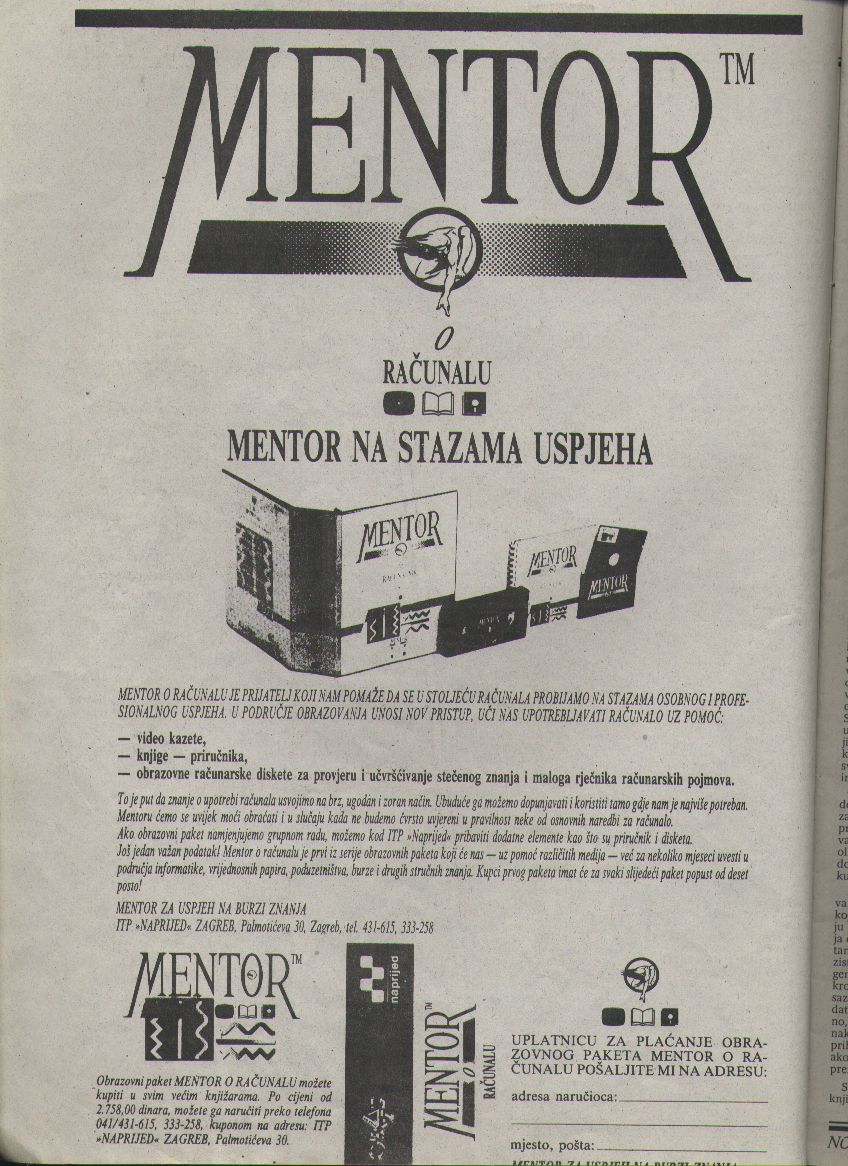 MENTOR™
O
RAČUNALU
MENTOR NA STAZAMA USPJEHA
MENTOR
MENTOR
MENTOR
MENTOR O RAČUNALU JE PRIJATELJ KOJI NAM POMAŽE DA SE U STOLJEĆU RAČUNALA PROBIJAMO NA STAZAMA OSOBNOG I PROFE-
SIONALNOG USPJEHA. U PODRUČJE OBRAZOVANJA UNOSI NOV PRISTUP, UČI NAS UPOTREBLJAVATI RAČUNALO UZ POMOĆ:
— video kazete,
— knjige — priručnika,
— obrazovne računarske diskete za provjeru i učvršćivanje stečenog znanja i maloga rječnika računarskih pojmova.
To je put da znanje o upotrebi računala usvojimo na brz, ugodan i zoran način. Ubuduće ga možemo dopunjavati i koristiti tamo gdje nam je najviše potreban.
Mentoru ćemo se uvijek moći obraćati i u slučaju kada ne budemo čvrsto uvjereni u pravilnost neke od osnovnih naredbi za računalo.
Ako obrazovni paket namjenjujemo grupnom radu, možemo kod ITP »Naprijed« pribaviti dodatne elemente kao što su priručnik i disketa.
Još jedan važan podatak! Mentor o računalu je prvi iz serije obrazovnih paketa koji će nas — uz pomoć različitih medija — već za nekoliko mjeseci uvesti u
područja informatike, vrijednosnih papira, poduzetništva, burze i drugih stručnih znanja. Kupci prvog paketa imat će za svaki slijedeći paket popust od deset
posto!
MENTOR ZA USPJEH NA BURZI ZNANJA
ITP »NAPRIJED« ZAGREB, Palmotićeva 30, Zagreb, tel. 431-615, 333-258
MENTOR™
Obrazovni paket MENTOR O RAČUNALU možete
kupiti u svim većim knjižarama. Po cijeni od
2.758,00 dinara, možete ga naručiti preko telefona
041/431-615, 333-258, kuponom na adresu: ITP
»NAPRIJED« ZAGREB, Palmotićeva 30.
naprijed
MENTOR™
O
RAČUNALU
UPLATNICU ZA PLAĆANJE OBRA-
ZOVNOG PAKETA MENTOR O RA-
ČUNALU POŠALJITE MI NA ADRESU:
adresa naručioca:
mjesto, pošta:
MENTOR ZA USPJEH NA BURZI ZNANJA